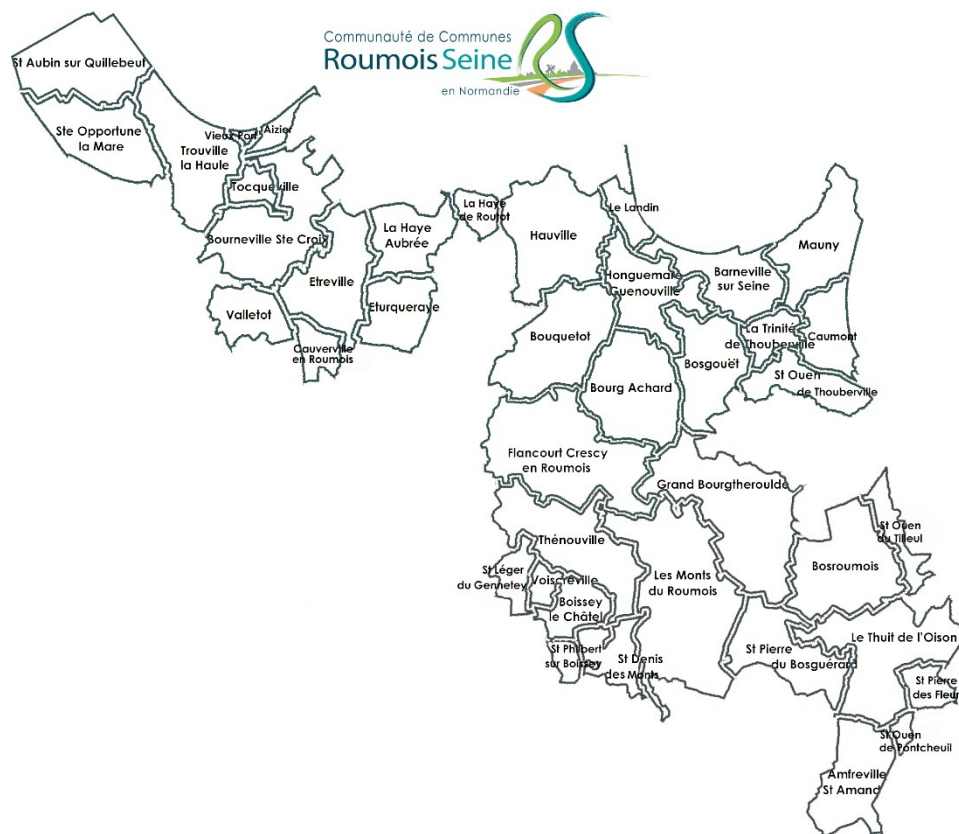 Communauté de Communes
Roumois Seine
en Normandie
St Aubin sur Quillebeuf
Ste Opportune
la Mare
Vieux Port
Aizier
Trouville
la Haule
Tocqueville
Bourneville Ste Croix
La Haye
Aubrée
La Haye
de Routot
Etreville
Valletot
Eturqueraye
Cauverville
en Roumois
Hauville
Le Landin
Honguemare
Guenouville
Barneville
sur Seine
Mauny
Bouquetot
Bourg Achard
Bosgouët
La Trinité
de Thouberville
Caumont
St Ouen
de Thouberville
Flancourt Crescy
en Roumois
Grand Bourgtheroulde
Thénouville
St Ouen
du Tilleul
Bosroumois
St Léger
du Gennetey
Voiscreville
Boissey
le Châtel
Les Monts
du Roumois
St Philbert
sur Boissey
St Denis
des Monts
St Pierre
du Bosguérard
Le Thuit de l'Oison
St Pierre
des Fleur
St Ouen
de Pontcheuil
Amfreville
St Amand